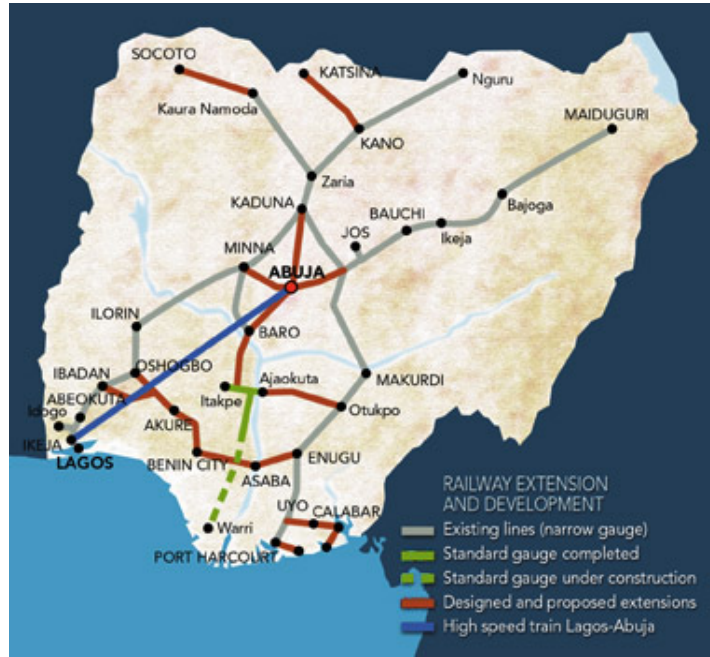 SOCOTO
KATSINA
Nguru
Kaura Namoda
MAIDUGURI
KANO
Zaria
KADUNA
Bajoga
BAUCHI
JOS
Ikeja
MINNA
ABUJA
ILORIN
BARO
OSHOGBO
IBADAN
MAKURDI
Ajaokuta
ABEOKUTA
Itakpe
Idogo
Otukpo
AKURE
IKEJA
ENUGU
LAGOS
BENIN CITY
ASABA
UYO
CALABAR
Warri
PORT HARCOURT
RAILWAY EXTENSION
AND DEVELOPMENT
Existing lines (narrow gauge)
Standard gauge completed
Standard gauge under construction
Designed and proposed extensions
High speed train Lagos-Abuja